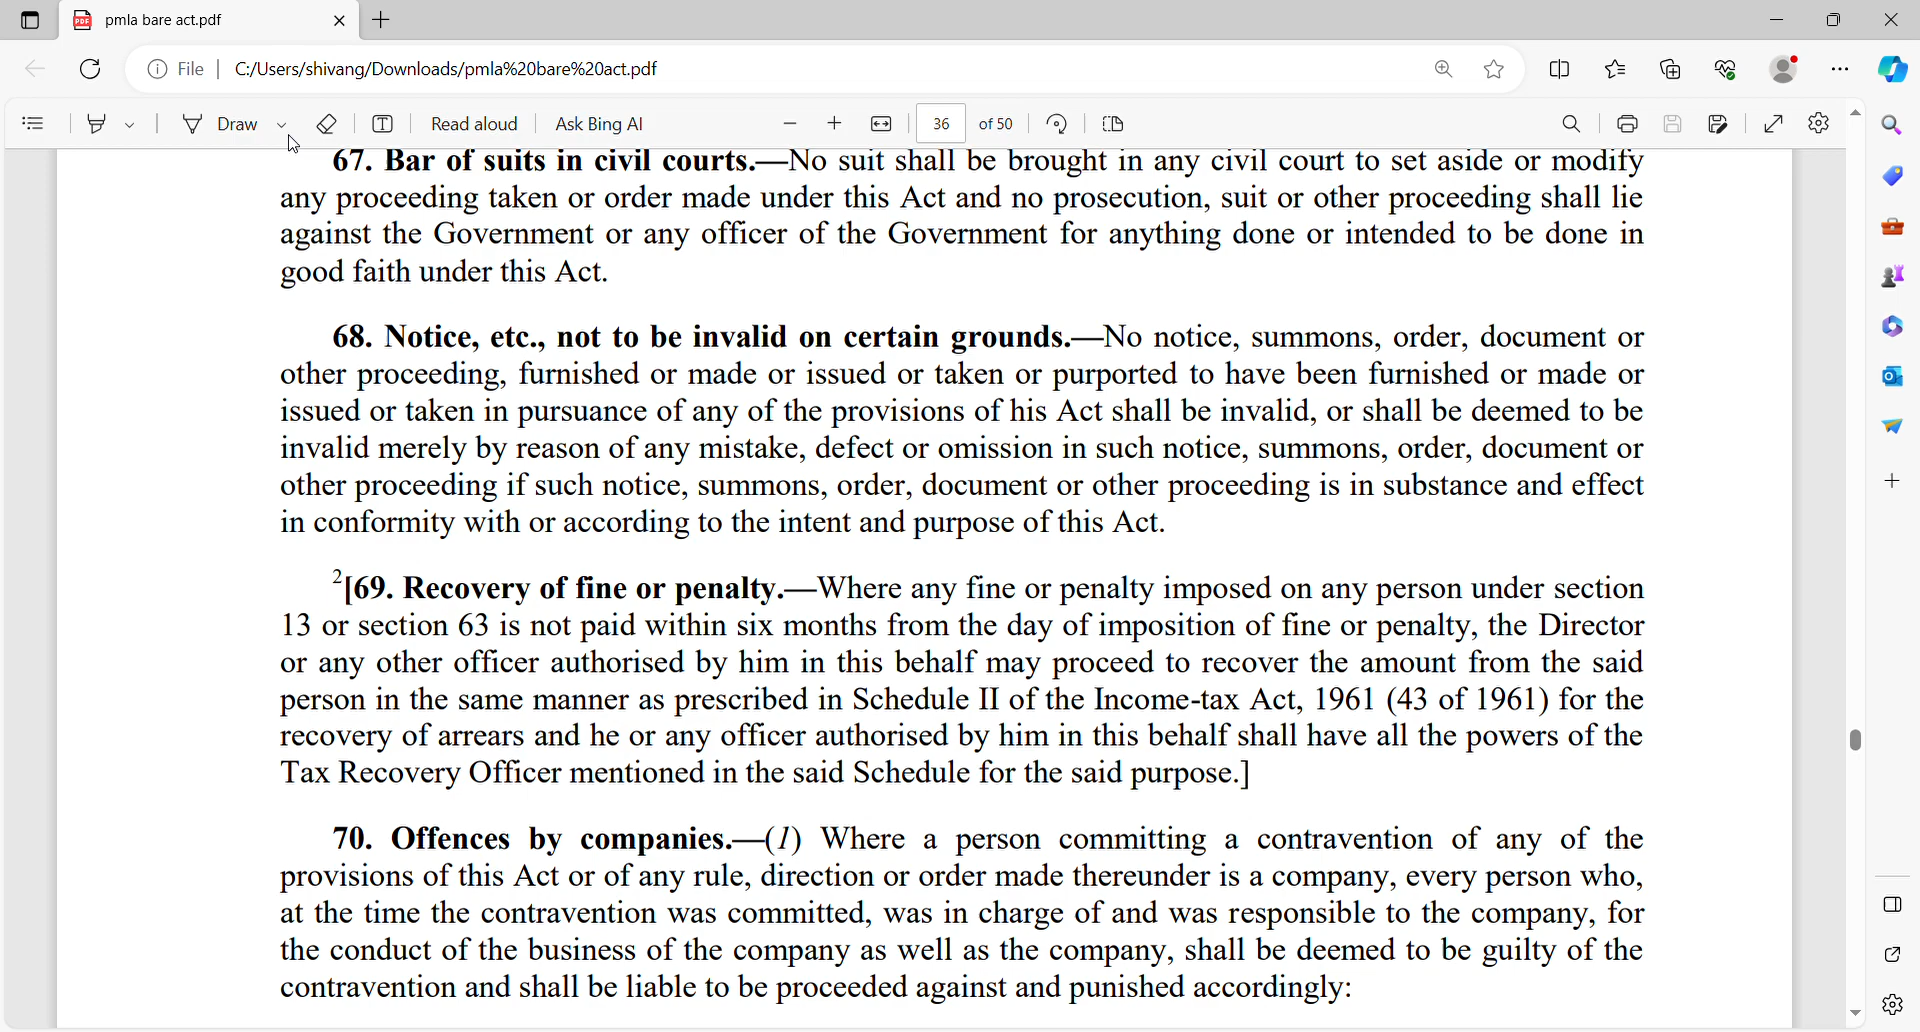 pmla bare act.pdf
File | C:/Users/shivang/Downloads/pmla%20bare%20act.pdf
Draw Read aloud Ask Bing AI 36 of 50
67. Bar of suits in civil courts.—No suit shall be brought in any civil court to set aside or modify
any proceeding taken or order made under this Act and no prosecution, suit or other proceeding shall lie
against the Government or any officer of the Government for anything done or intended to be done in
good faith under this Act.
68. Notice, etc., not to be invalid on certain grounds.—No notice, summons, order, document or
other proceeding, furnished or made or issued or taken or purported to have been furnished or made or
issued or taken in pursuance of any of the provisions of his Act shall be invalid, or shall be deemed to be
invalid merely by reason of any mistake, defect or omission in such notice, summons, order, document or
other proceeding if such notice, summons, order, document or other proceeding is in substance and effect
in conformity with or according to the intent and purpose of this Act.
2[69. Recovery of fine or penalty.—Where any fine or penalty imposed on any person under section
13 or section 63 is not paid within six months from the day of imposition of fine or penalty, the Director
or any other officer authorised by him in this behalf may proceed to recover the amount from the said
person in the same manner as prescribed in Schedule II of the Income-tax Act, 1961 (43 of 1961) for the
recovery of arrears and he or any officer authorised by him in this behalf shall have all the powers of the
Tax Recovery Officer mentioned in the said Schedule for the said purpose.]
70. Offences by companies.—(1) Where a person committing a contravention of any of the
provisions of this Act or of any rule, direction or order made thereunder is a company, every person who,
at the time the contravention was committed, was in charge of and was responsible to the company, for
the conduct of the business of the company as well as the company, shall be deemed to be guilty of the
contravention and shall be liable to be proceeded against and punished accordingly: